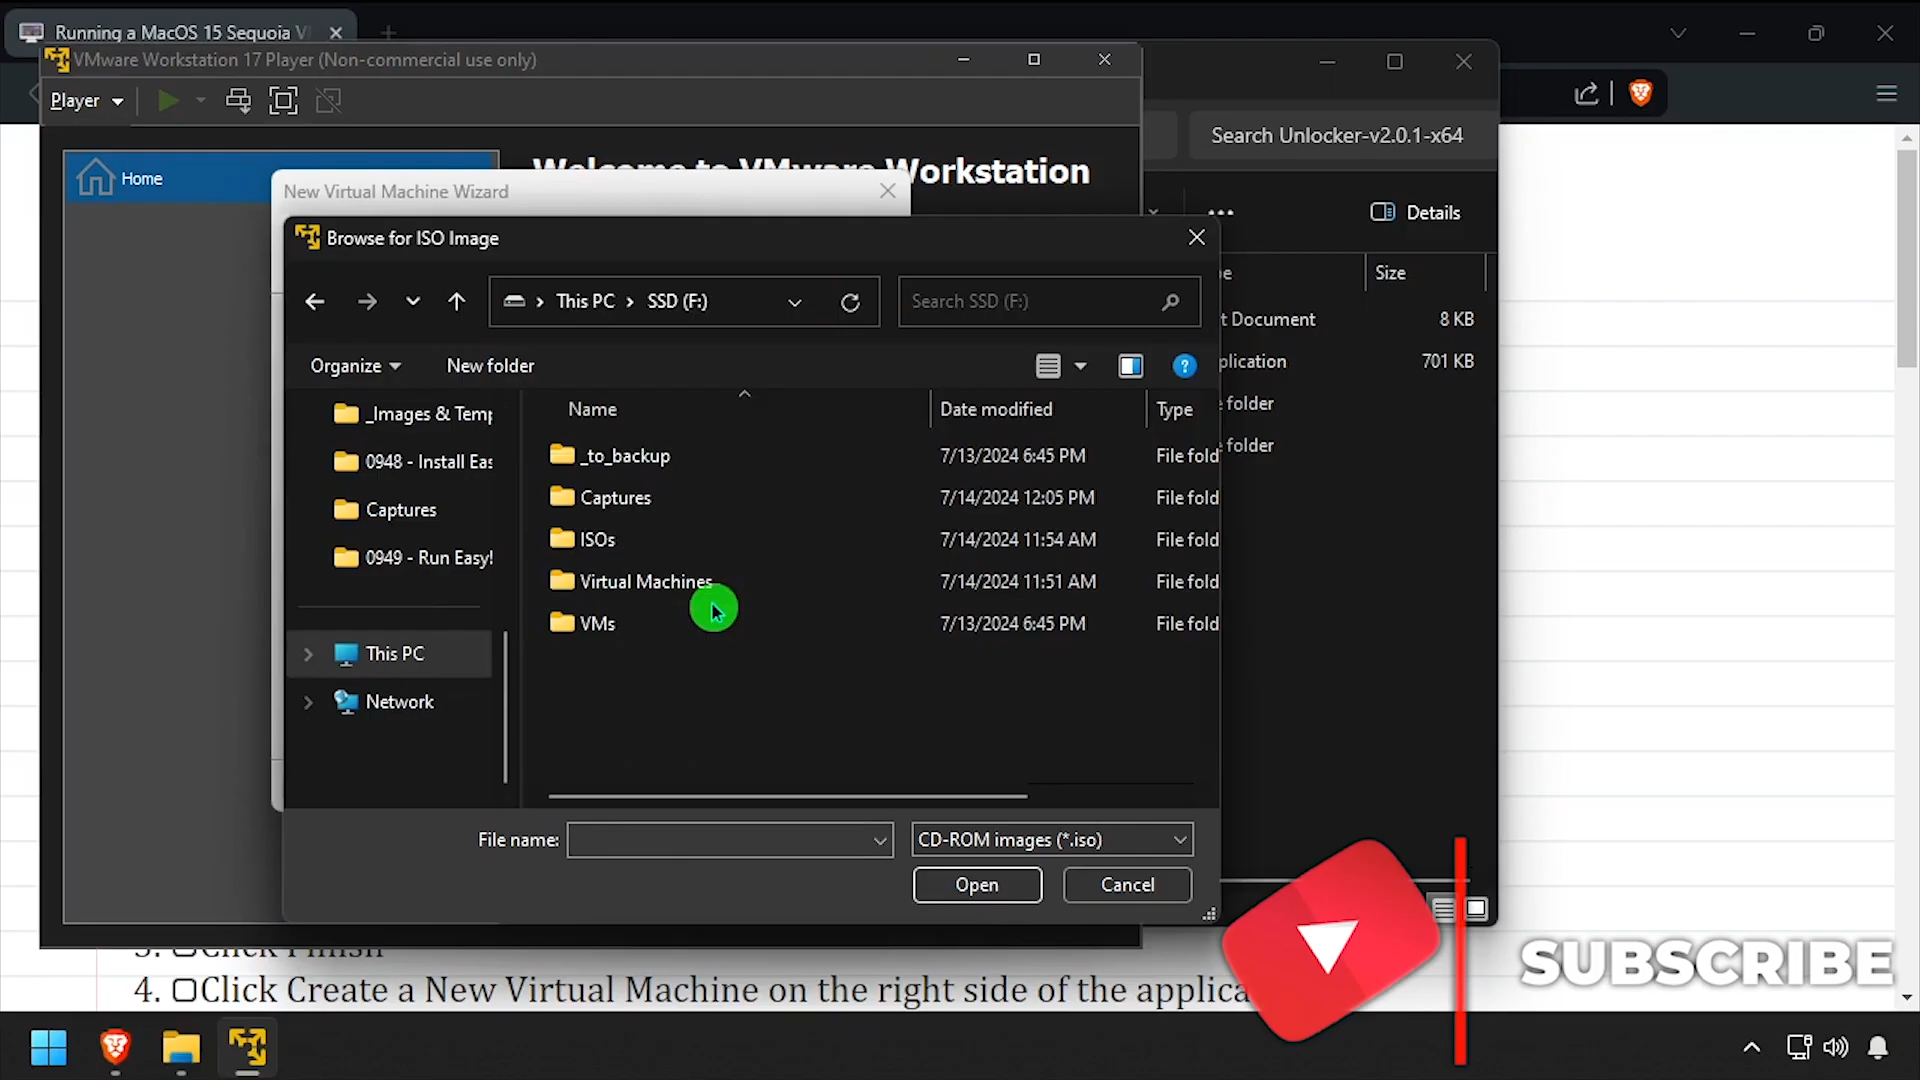 Running a MacOS 15 Sequoia V
VMware Workstation 17 Player (Non-commercial use only)
Player
Search Unlocker-v2.0.1-x64
Home
Welcome to VMware Workstation
New Virtual Machine Wizard
Details
Browse for ISO Image
Size
This PC > SSD (F:)
Search SSD (F:)
t Document 8 KB
Organize
New folder
plication 701 KB
Name
Date modified
Type
folder
folder
_Images & Temp
0948 - Install Eas
Captures
0949 - Run Easy!
This PC
Network
_to_backup 7/13/2024 6:45 PM File fold
Captures 7/14/2024 12:05 PM File fold
ISOs 7/14/2024 11:54 AM File fold
Virtual Machines 7/14/2024 11:51 AM File fold
VMs 7/13/2024 6:45 PM File fold
File name:
CD-ROM images (*.iso)
Open
Cancel
3. Click Finish
4. Click Create a New Virtual Machine on the right side of the applica
SUBSCRIBE